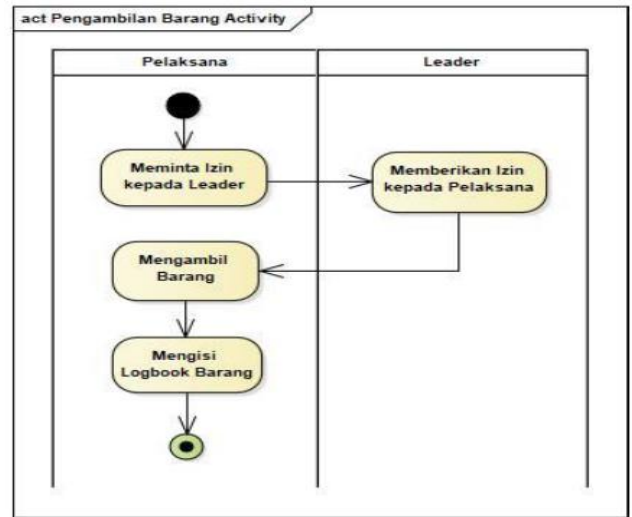 act Pengambilan Barang Activity
Pelaksana
Leader
Meminta Izin
kepada Leader
Memberikan Izin
kepada Pelaksana
Mengambil
Barang
Mengisi
Logbook Barang